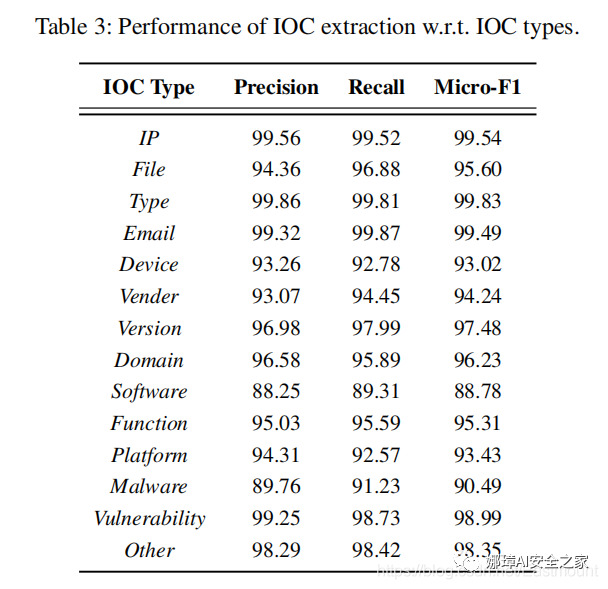 Table 3: Performance of IOC extraction w.r.t. IOC types.
IOC Type Precision Recall Micro-F1
IP 99.56 99.52 99.54
File 94.36 96.88 95.60
Type 99.86 99.81 99.83
Email 99.32 99.87 99.49
Device 93.26 92.78 93.02
Vender 93.07 94.45 94.24
Version 96.98 97.99 97.48
Domain 96.58 95.89 96.23
Software 88.25 89.31 88.78
Function 95.03 95.59 95.31
Platform 94.31 92.57 93.43
Malware 89.76 91.23 90.49
Vulnerability 99.25 98.73 98.99
Other 98.29 98.42 98.35
娜璋AI安全之家